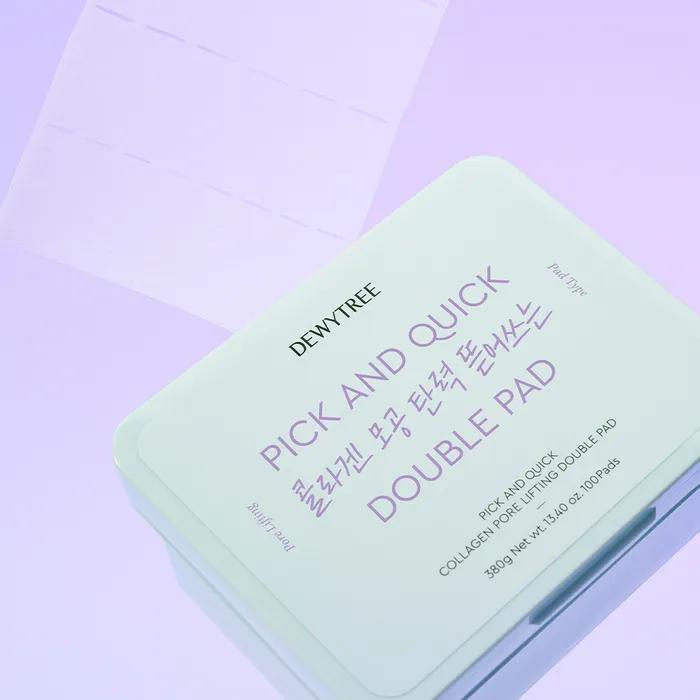 DEWYTREE
Pad Type
PICK AND QUICK
콜라겐 모공 탄력 뜯어쓰는
DOUBLE PAD
Pore Lifting
PICK AND QUICK
COLLAGEN PORE LIFTING DOUBLE PAD
—
380g Net wt. 13.40 oz. 100Pads